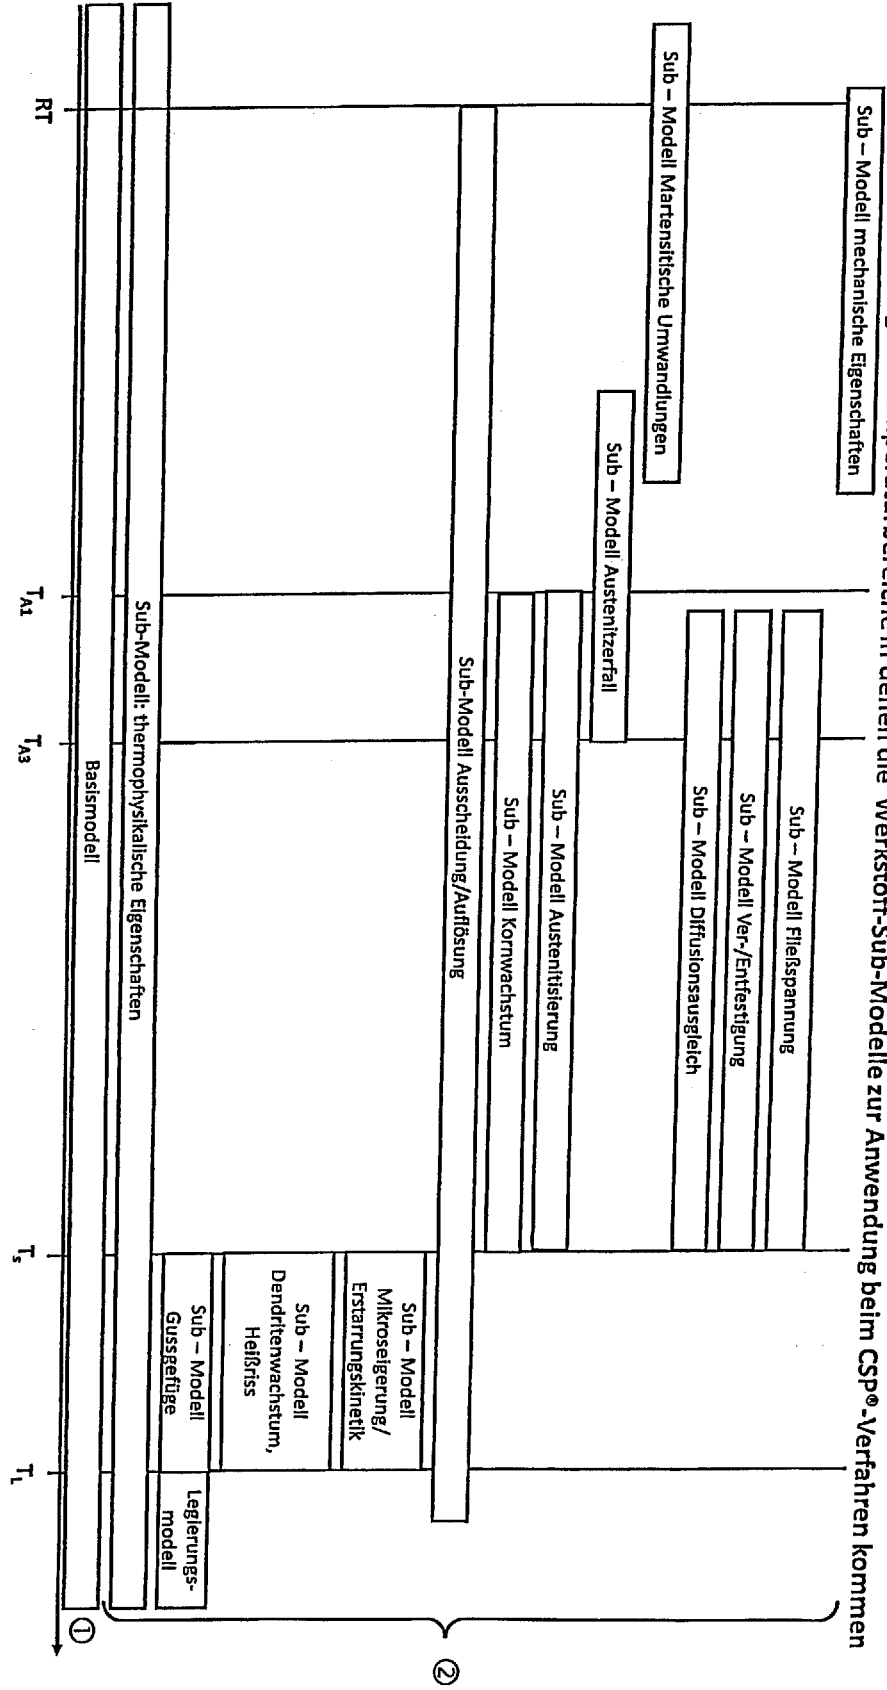 in denen die Werkstoff-Sub-Modelle zur Anwendung beim CSP®-Verfahren kommen
Sub – Modell mechanische Eigenschaften
Sub – Modell Fließspannung
Sub – Modell Ver-/Entfestigung
Sub – Modell Diffusionsausgleich
Sub – Modell Martensitische Umwandlungen
Sub – Modell Austenitzerfall
Sub – Modell Austenitisierung
Sub – Modell Kornwachstum
Sub-Modell Ausscheidung/Auflösung
Sub – Modell
Mikroseigerung/
Erstarrungskinetik
Sub – Modell
Dendritenwachstum,
Heißriss
Sub – Modell
Gussgefüge
Legierungs-
modell
Sub-Modell: thermophysikalische Eigenschaften
Basismodell
①
②
RT
TA1
TA3
Ts
TL